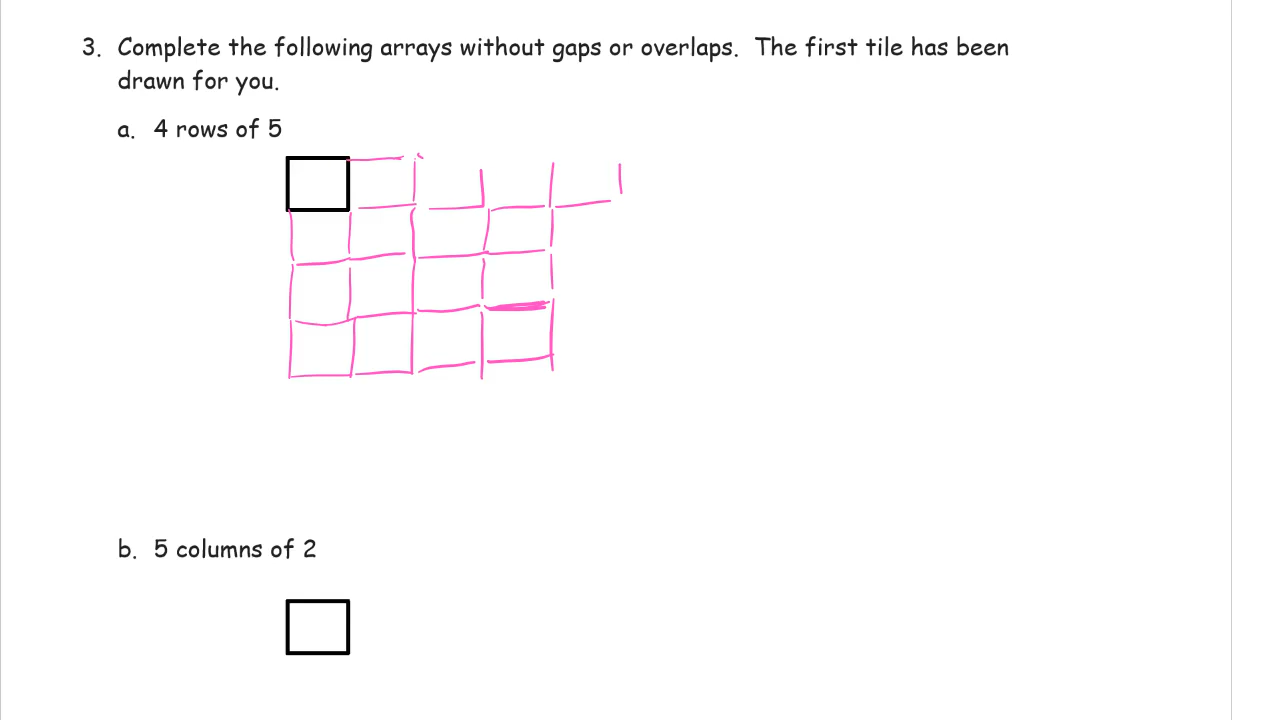 3. Complete the following arrays without gaps or overlaps. The first tile has been
drawn for you.
a. 4 rows of 5
b. 5 columns of 2